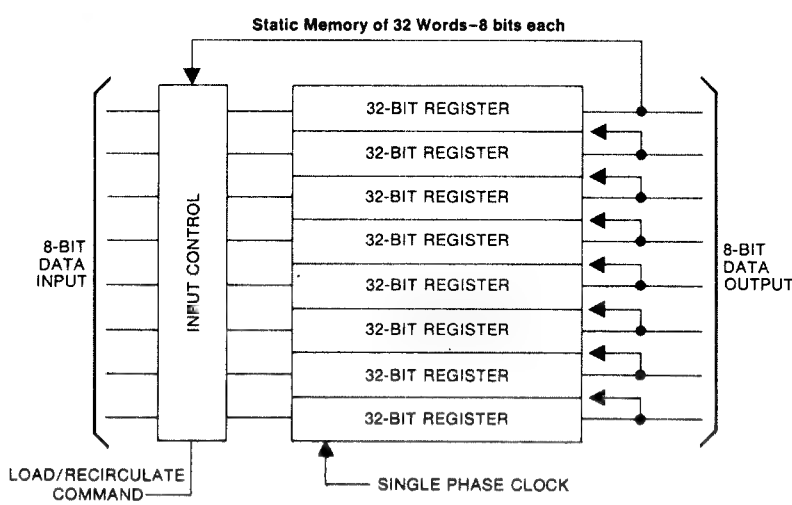 Static Memory of 32 Words–8 bits each
32-BIT REGISTER
32-BIT REGISTER
32-BIT REGISTER
32-BIT REGISTER
32-BIT REGISTER
32-BIT REGISTER
32-BIT REGISTER
32-BIT REGISTER
8-BIT
DATA
INPUT
INPUT CONTROL
8-BIT
DATA
OUTPUT
LOAD/RECIRCULATE
COMMAND
SINGLE PHASE CLOCK